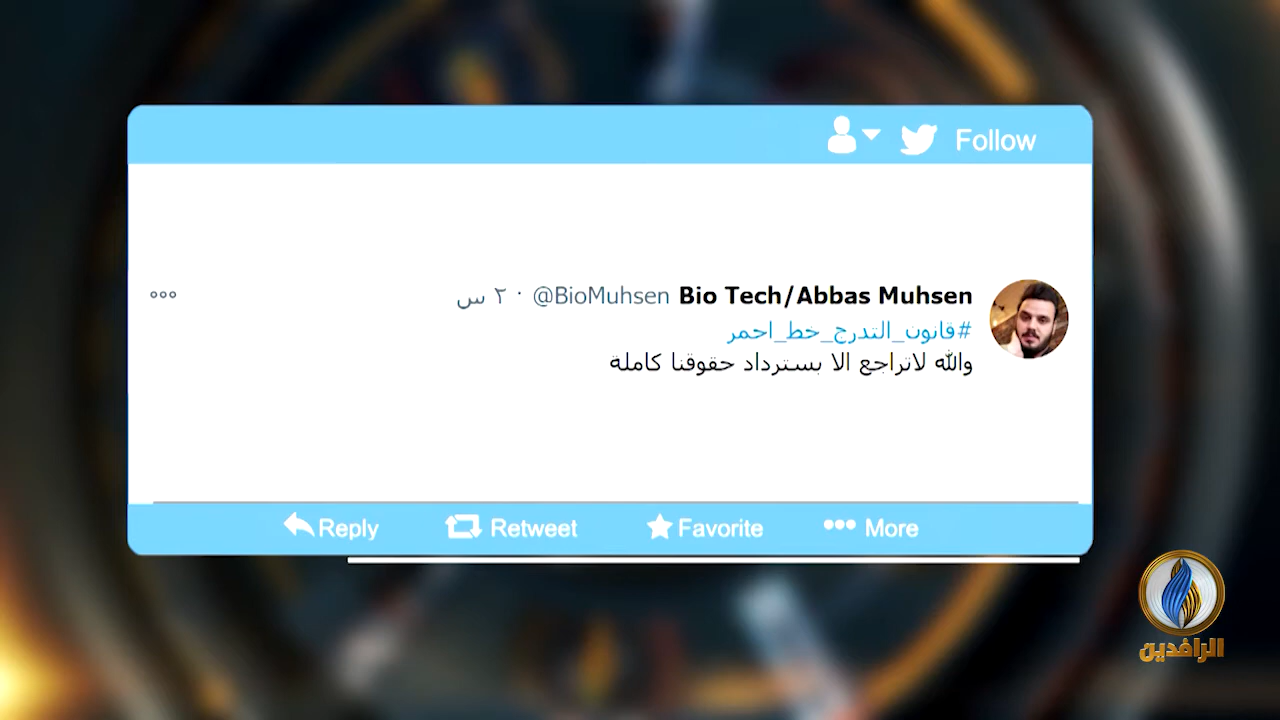 Follow
Bio Tech/Abbas Muhsen @BioMuhsen · ٢ س
#قانون_التدرج_خط_احمر
والله لاتراجع الا بسترداد حقوقنا كاملة
Reply Retweet Favorite More
الرافدين